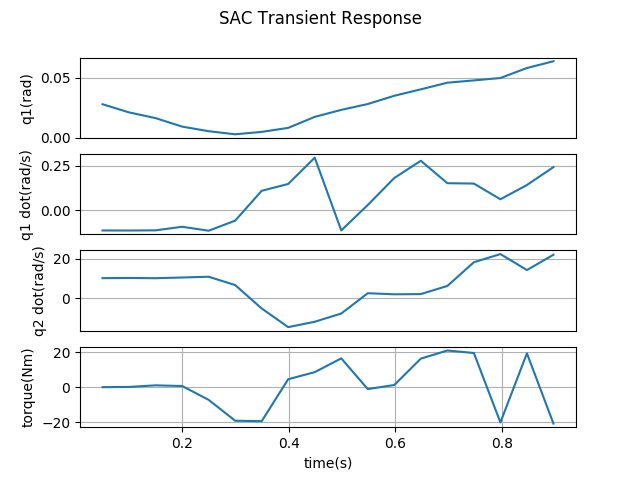 SAC Transient Response
q1(rad)
0.05
0.00
q1 dot(rad/s)
0.25
0.00
q2 dot(rad/s)
20
0
torque(Nm)
20
0
−20
0.2 0.4 0.6 0.8
time(s)